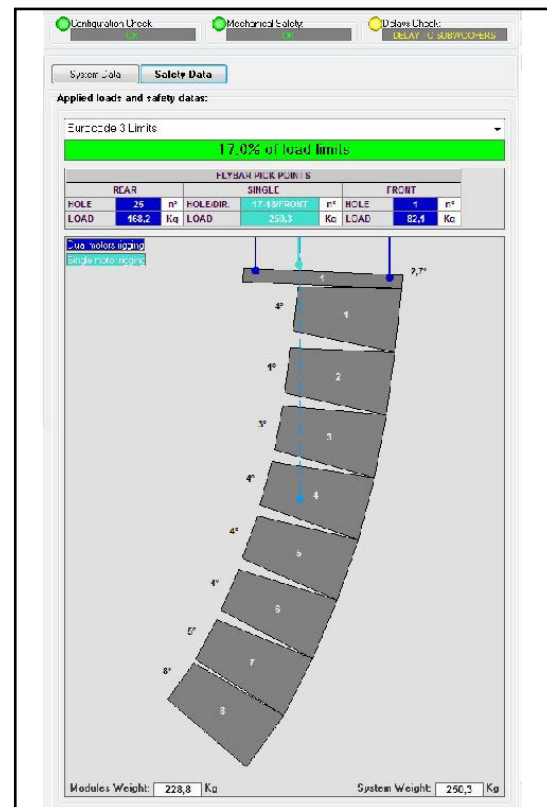 Configuration Check: Mechanical Safety: Delays Check:
OK OK DELAY TO SUBWOOFERS
System Data Safety Data
Applied loads and safety datas:
Eurocode 3 Limits
17,0% of load limits
FLYBAR PICK POINTS
REAR SINGLE FRONT
HOLE 25 n° HOLE/DIR. 17-18/FRONT n° HOLE 1 n°
LOAD 168,2 Kg LOAD 250,3 Kg LOAD 82,1 Kg
Dual motors rigging
Single motor rigging
1 2,7°
4° 1
1° 2
3° 3
4° 4
4° 5
4° 6
5° 7
8° 8
Modules Weight: 228,8 Kg System Weight: 250,3 Kg